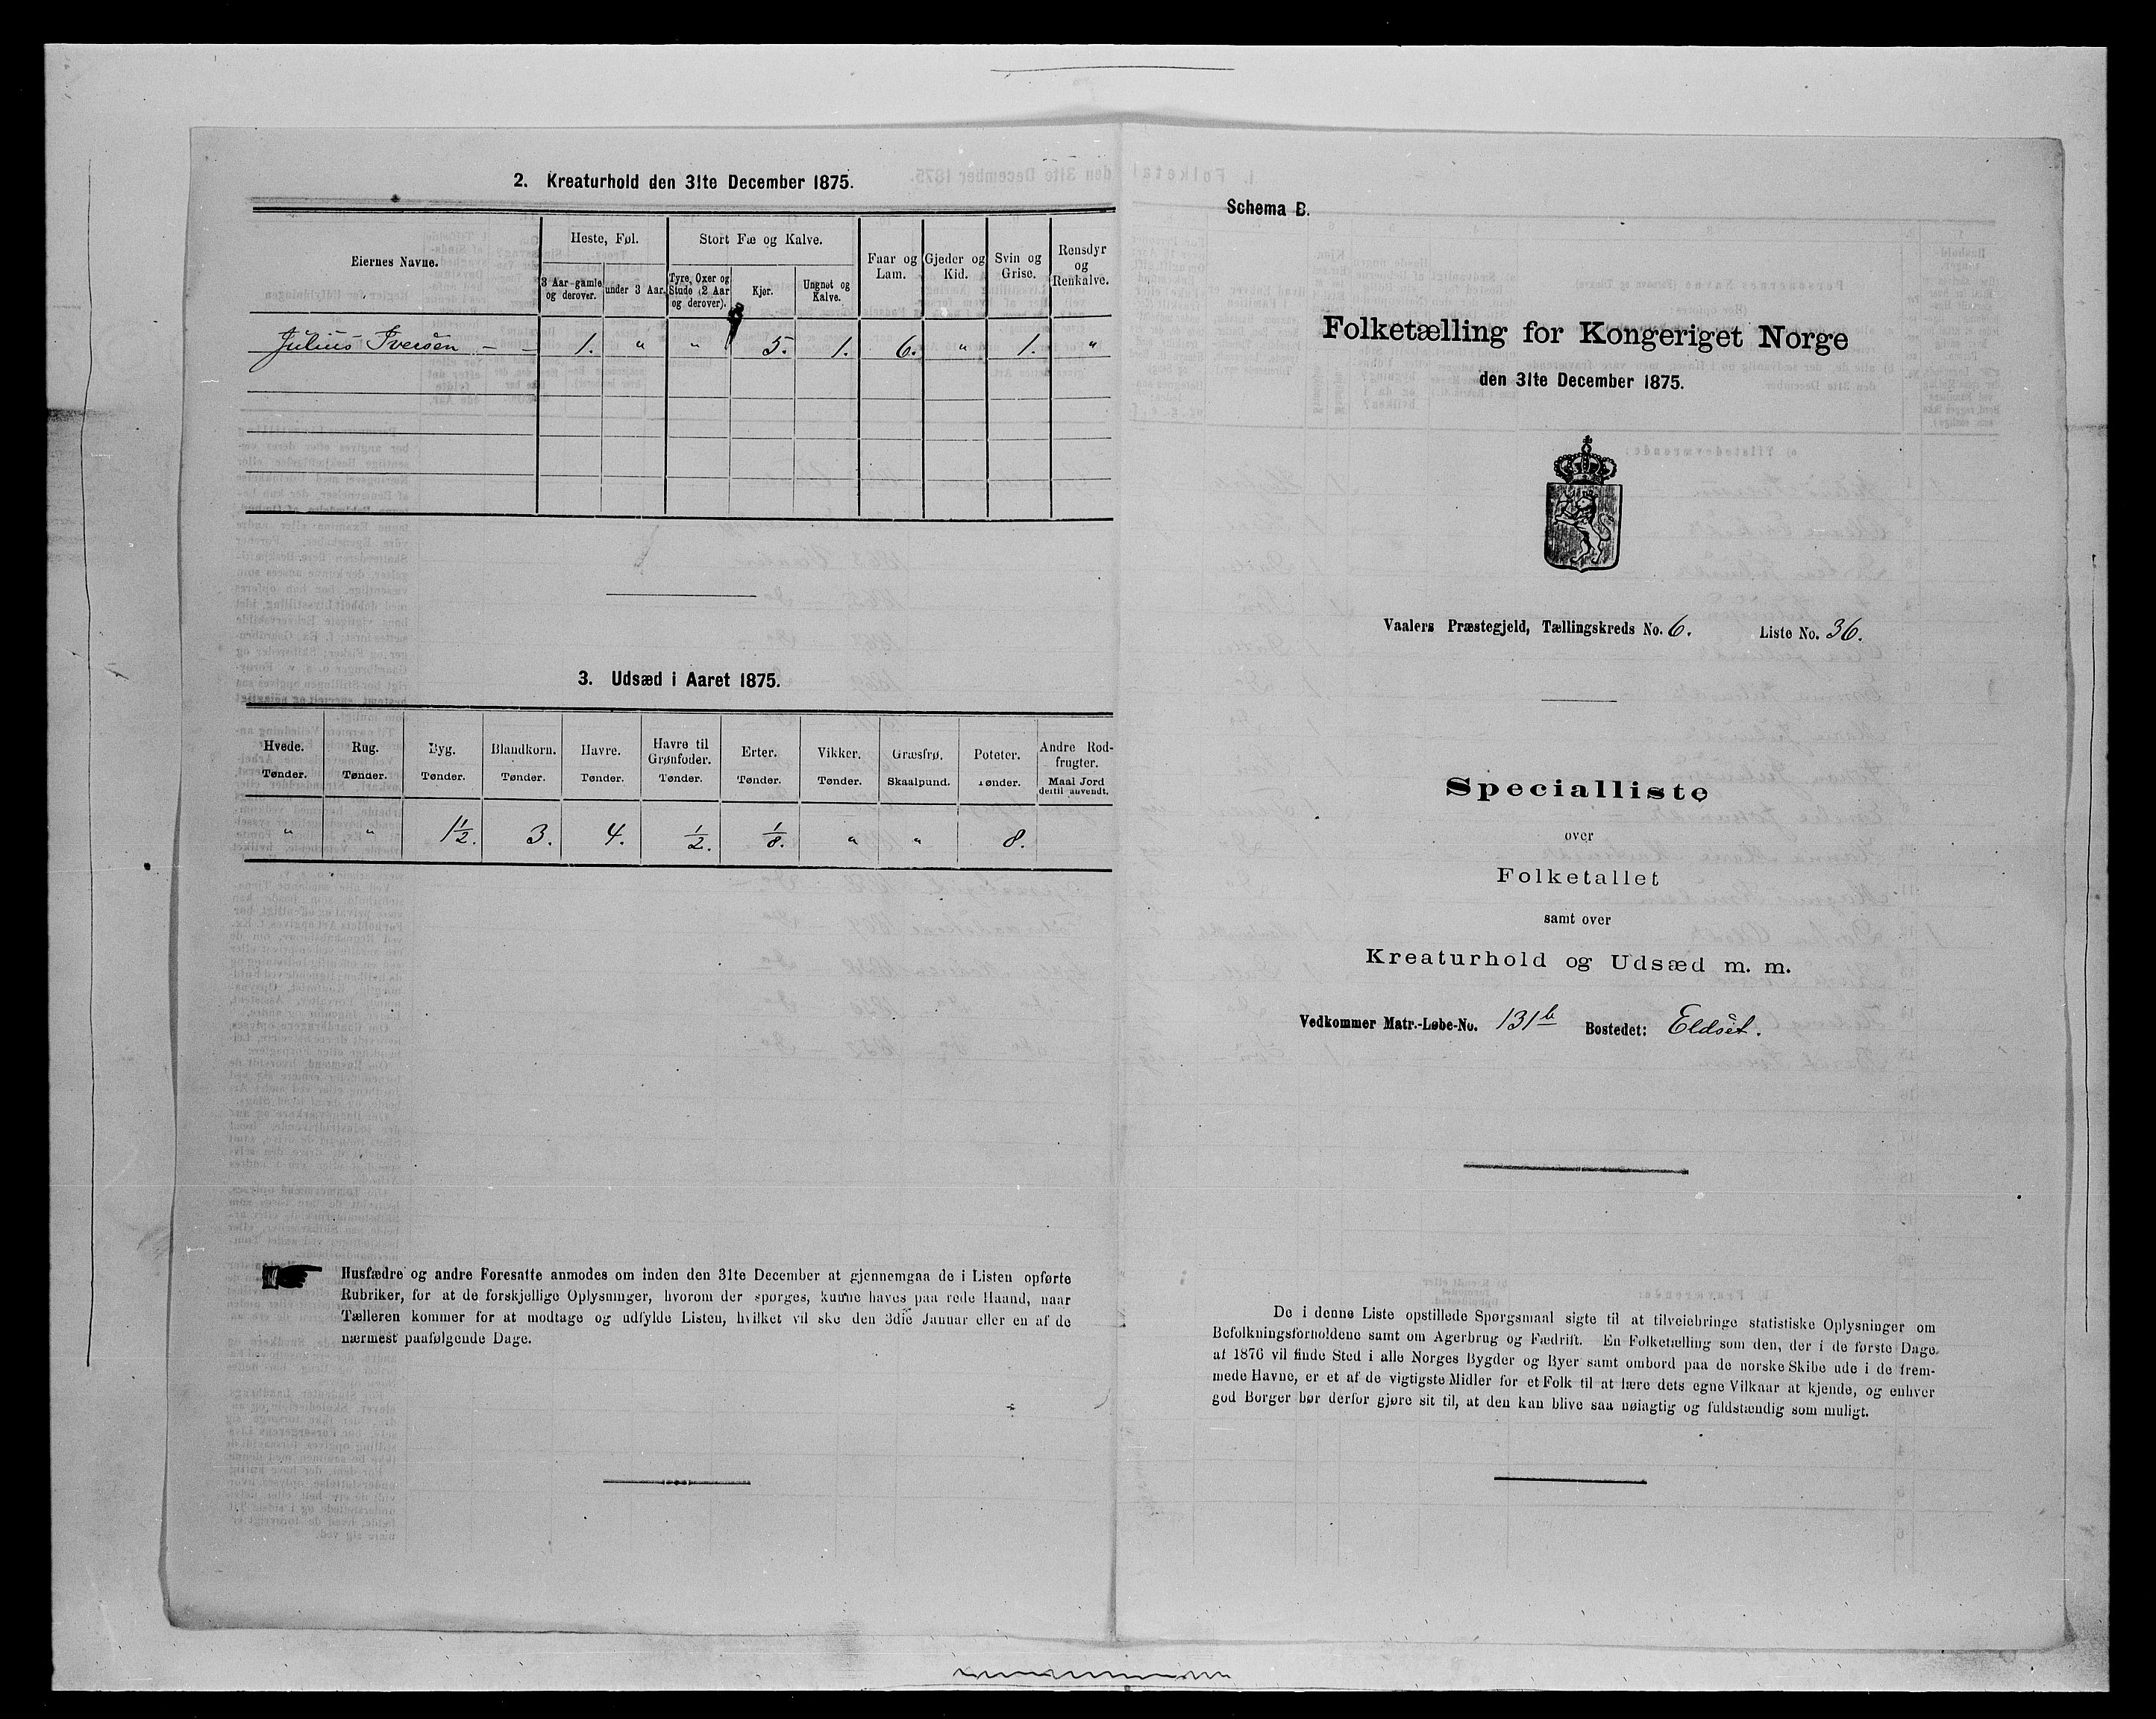 2. Kreaturhold den 31te December 1875.
Eiernes Navne.
Heste, Føl.
Stort Fæ og Kalve.
3 Aar gamle og derover.
under 3 Aar.
Tyre, Oxer og Stude (2 Aar og derover).
Kjør.
Ungnøt og Kalve.
Faar og Lam.
Gjeder og Kid.
Svin og Grise.
Rensdyr og Renkalve.
Julius Iversen - - 1. " " 5. 1. 6. " 1. "
3. Udsæd i Aaret 1875.
Hvede. Rug. Byg. Blandkorn. Havre. Havre til Grønfoder. Erter. Vikker. Græsfrø. Poteter. Andre Rodfrugter.
Tønder. Tønder. Tønder. Tønder. Tønder. Tønder. Tønder. Tønder. Skaalpund. Tønder. Maal Jord dertil anvendt.
" " 1½. 3. 4. ½. ⅛. " " 8.
Husfædre og andre Foresatte anmodes om inden den 31te December at gjennemgaa de i Listen opførte
Rubriker, for at de forskjellige Oplysninger, hvorom der spørges, kunne haves paa rede Haand, naar
Tælleren kommer for at modtage og udfylde Listen, hvilket vil ske den 3die Januar eller en af de
nærmest paafølgende Dage.
Schema B.
Folketælling for Kongeriget Norge
den 31te December 1875.
Vaalers Præstegjeld, Tællingskreds No. 6. Liste No. 36.
Specialliste
over
Folketallet
samt over
Kreaturhold og Udsæd m. m.
Vedkommer Matr.-Løbe-No. 131b Bostedet: Eldset.
De i denne Liste opstillede Spørgsmaal sigte til at tilveiebringe statistiske Oplysninger om
Befolkningsforholdene samt om Agerbrug og Fædrift. En Folketælling som den, der i de første Dage
af 1876 vil finde Sted i alle Norges Bygder og Byer samt ombord paa de norske Skibe ude i de frem-
mede Havne, er et af de vigtigste Midler for et Folk til at lære dets egne Vilkaar at kjende, og enhver
god Borger bør derfor gjøre sit til, at den kan blive saa nøiagtig og fuldstændig som muligt.